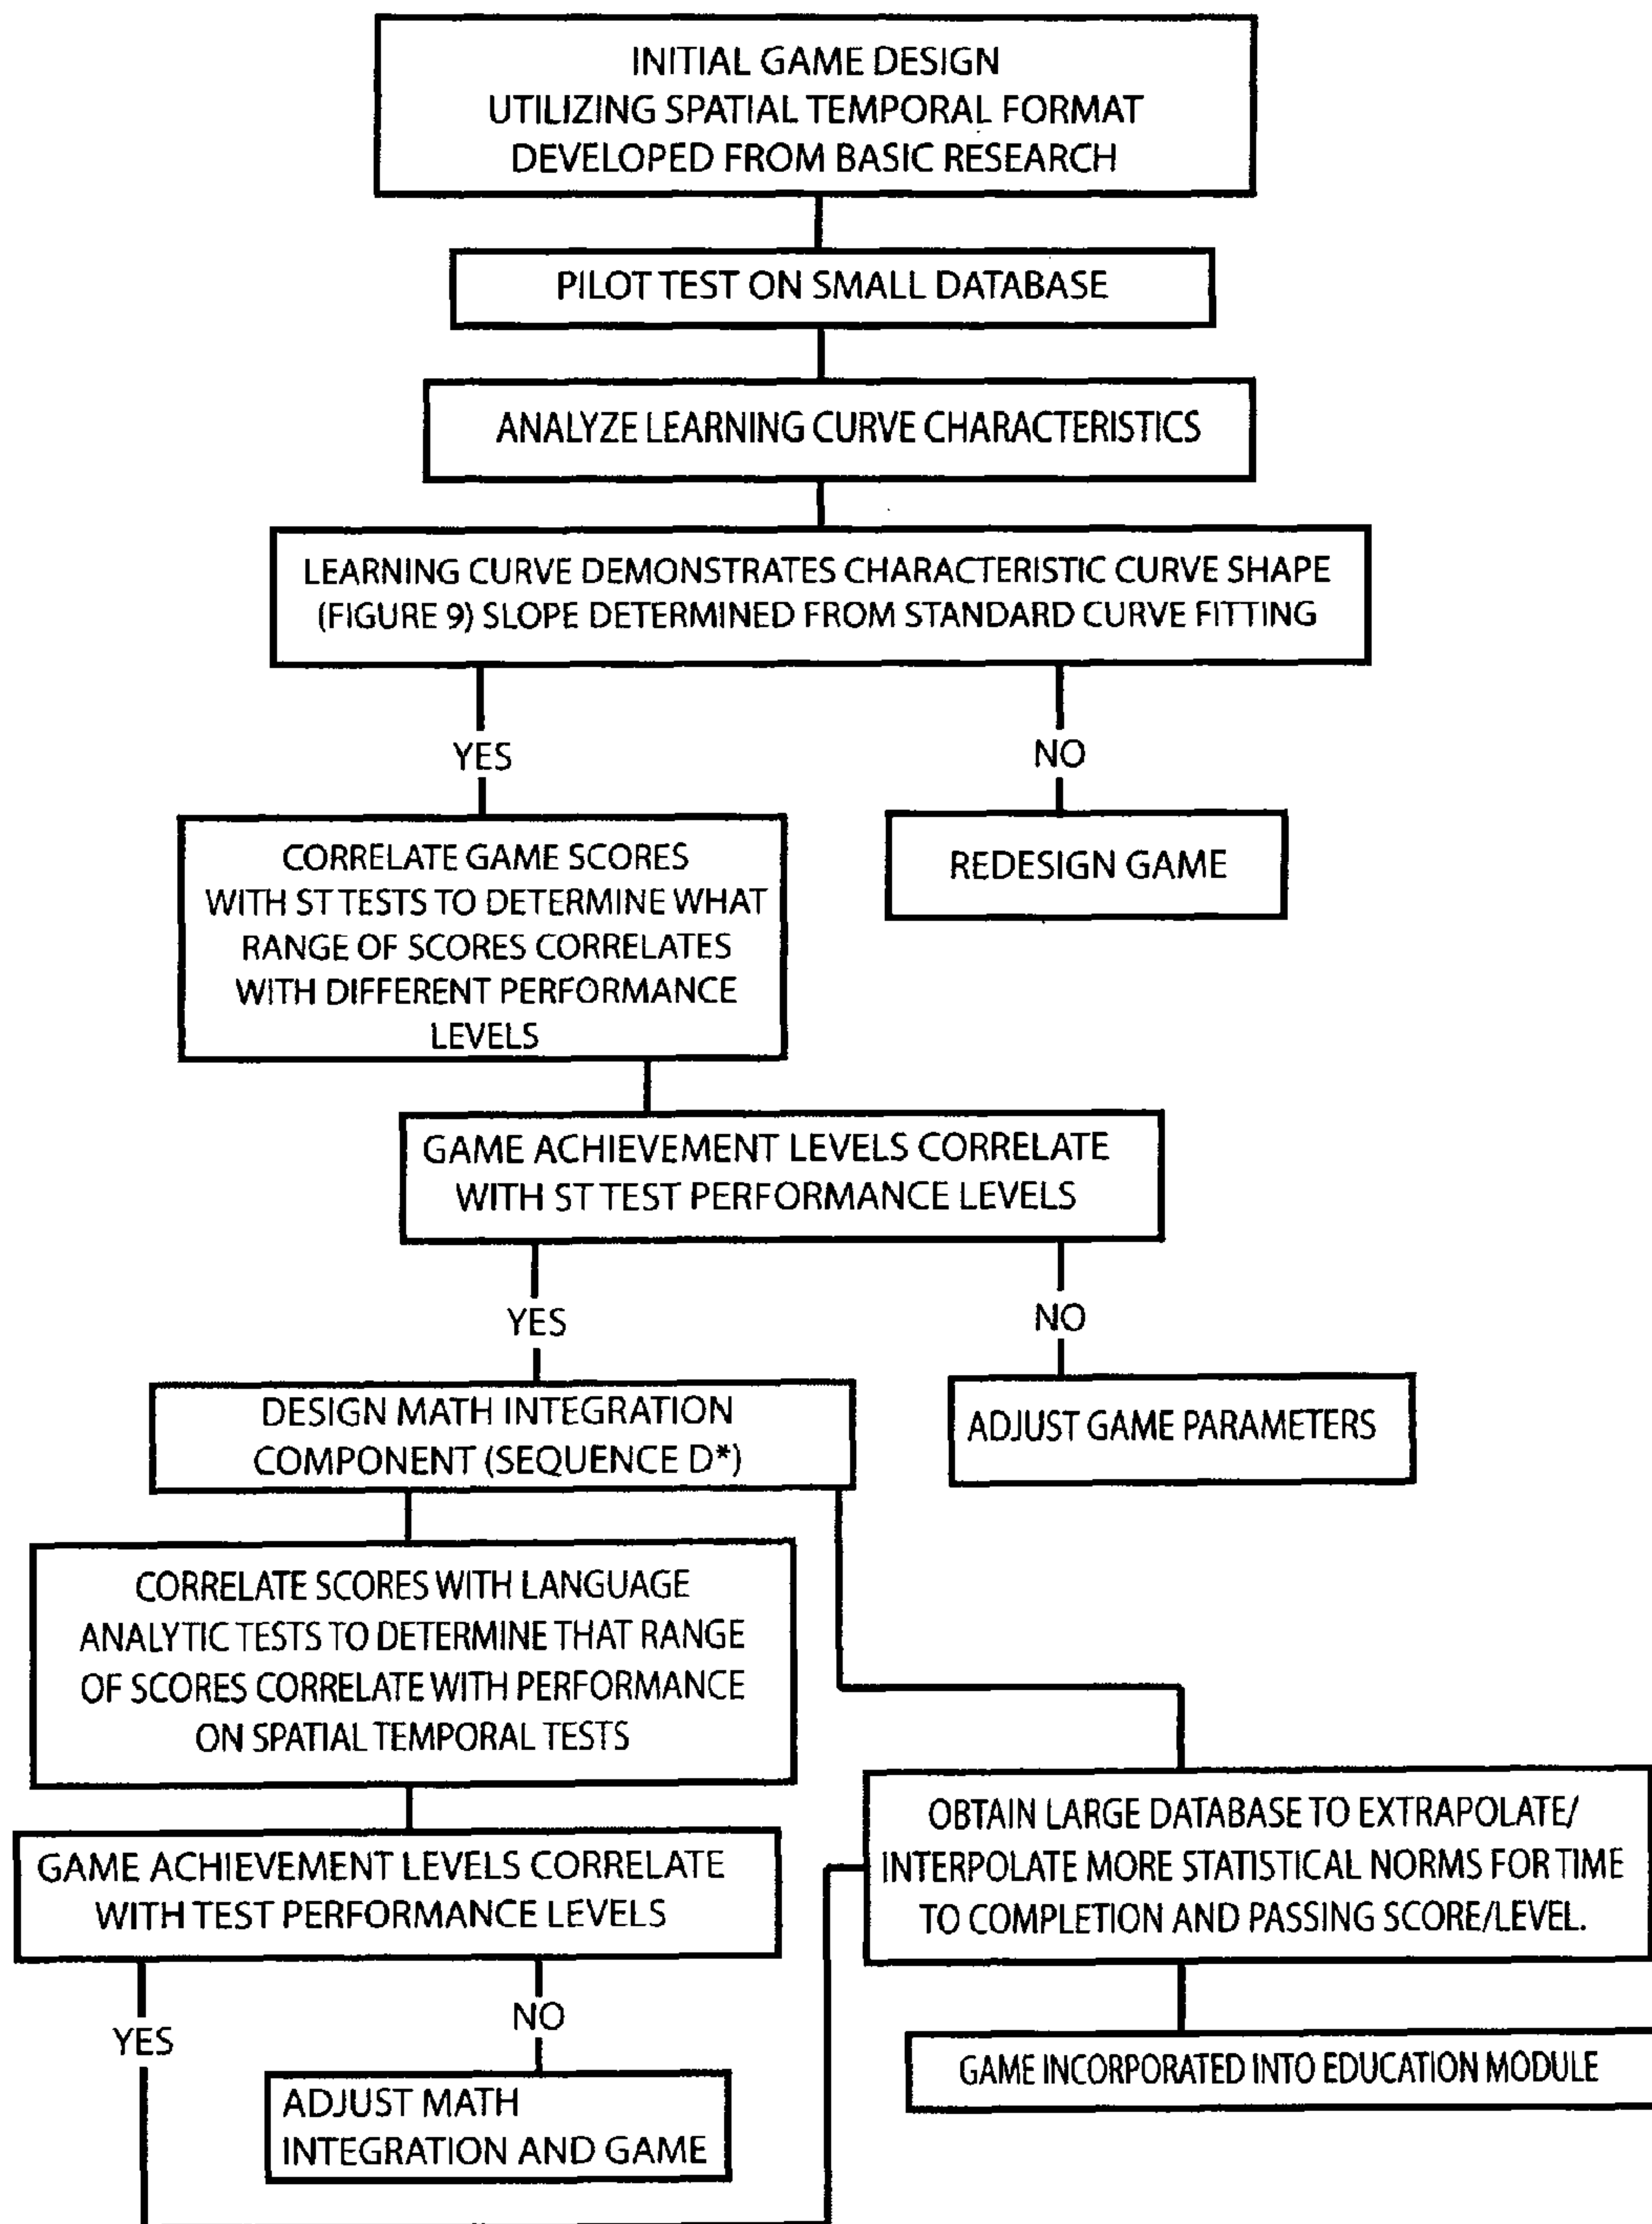 INITIAL GAME DESIGN
UTILIZING SPATIAL TEMPORAL FORMAT
DEVELOPED FROM BASIC RESEARCH
PILOT TEST ON SMALL DATABASE
ANALYZE LEARNING CURVE CHARACTERISTICS
LEARNING CURVE DEMONSTRATES CHARACTERISTIC CURVE SHAPE
(FIGURE 9) SLOPE DETERMINED FROM STANDARD CURVE FITTING
YES
NO
CORRELATE GAME SCORES
WITH ST TESTS TO DETERMINE WHAT
RANGE OF SCORES CORRELATES
WITH DIFFERENT PERFORMANCE
LEVELS
REDESIGN GAME
GAME ACHIEVEMENT LEVELS CORRELATE
WITH ST TEST PERFORMANCE LEVELS
YES
NO
DESIGN MATH INTEGRATION
COMPONENT (SEQUENCE D*)
ADJUST GAME PARAMETERS
CORRELATE SCORES WITH LANGUAGE
ANALYTIC TESTS TO DETERMINE THAT RANGE
OF SCORES CORRELATE WITH PERFORMANCE
ON SPATIAL TEMPORAL TESTS
OBTAIN LARGE DATABASE TO EXTRAPOLATE/
INTERPOLATE MORE STATISTICAL NORMS FOR TIME
TO COMPLETION AND PASSING SCORE/LEVEL.
GAME ACHIEVEMENT LEVELS CORRELATE
WITH TEST PERFORMANCE LEVELS
YES
NO
ADJUST MATH
INTEGRATION AND GAME
GAME INCORPORATED INTO EDUCATION MODULE